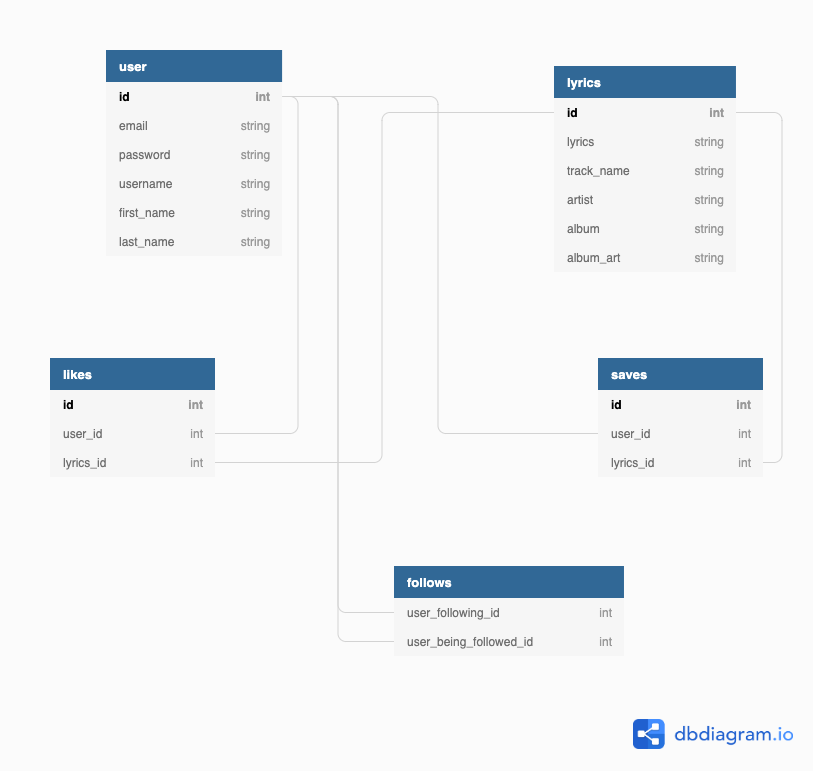 user
id int
email string
password string
username string
first_name string
last_name string
lyrics
id int
lyrics string
track_name string
artist string
album string
album_art string
likes
id int
user_id int
lyrics_id int
saves
id int
user_id int
lyrics_id int
follows
user_following_id int
user_being_followed_id int
dbdiagram.io